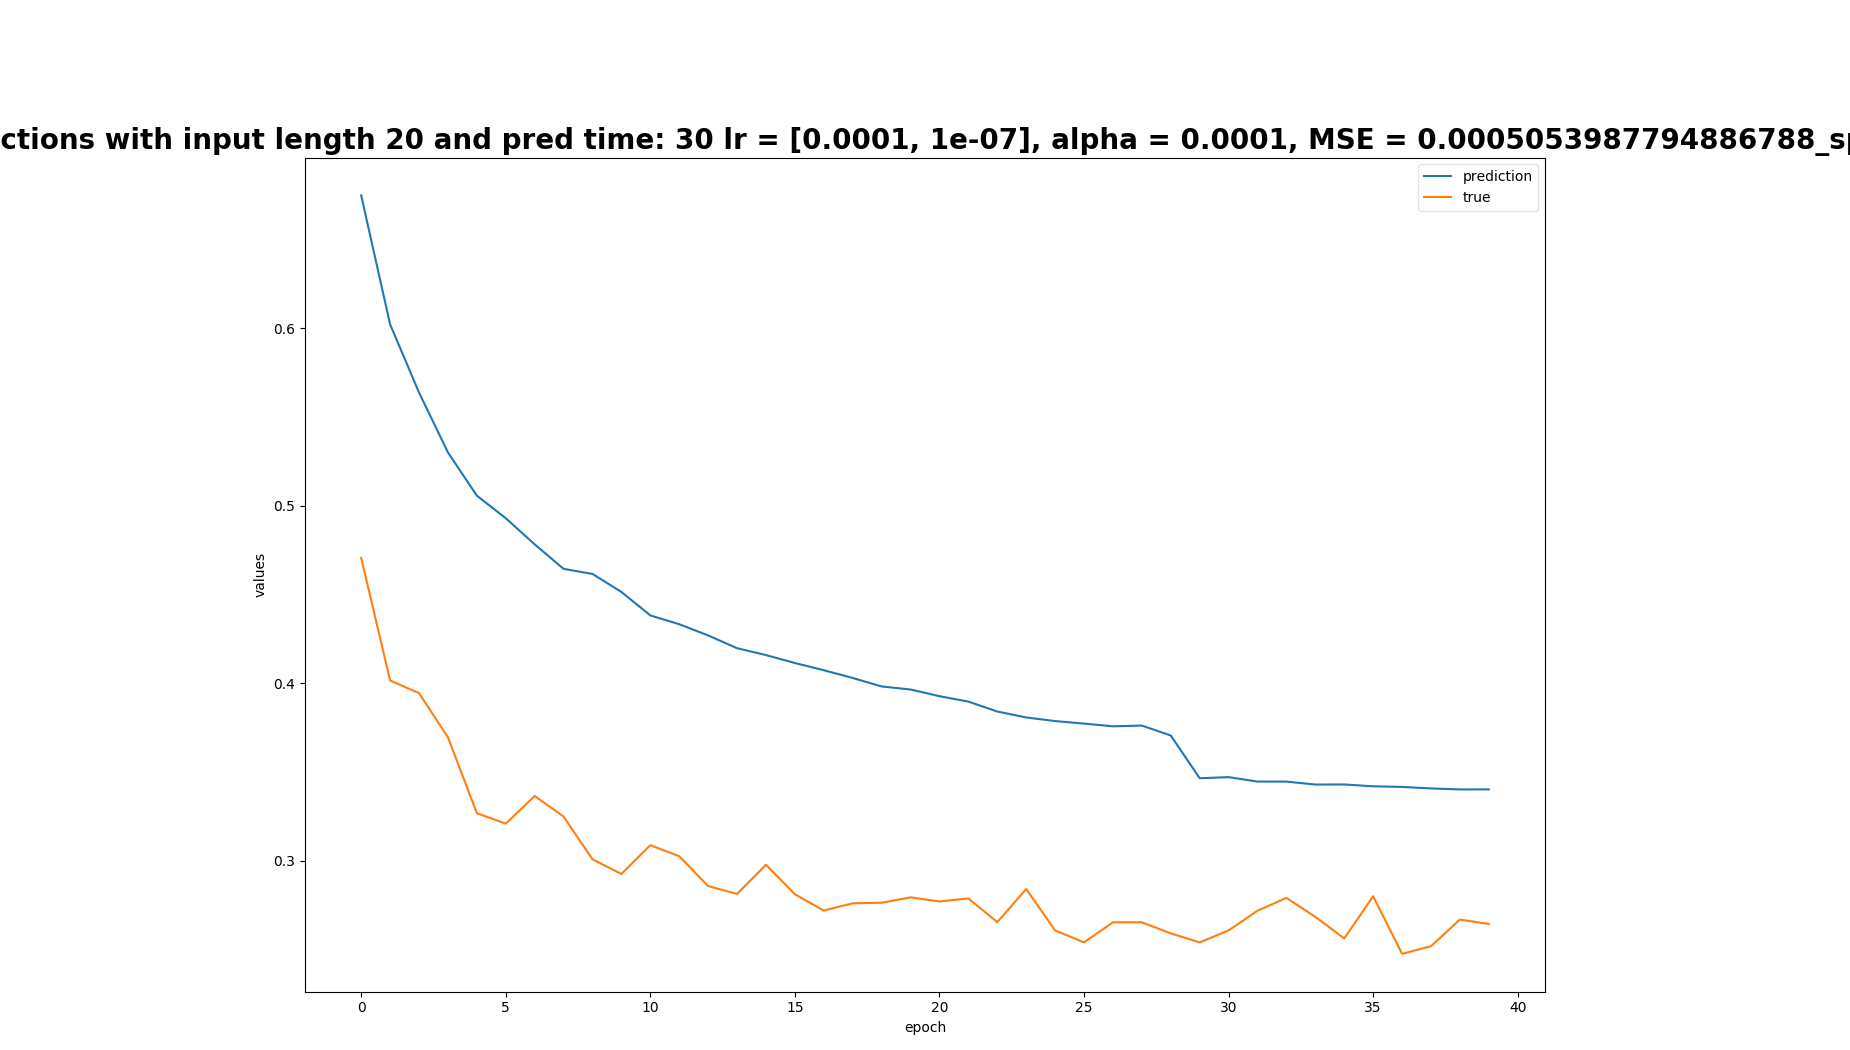 ctions with input length 20 and pred time: 30 lr = [0.0001, 1e-07], alpha = 0.0001, MSE = 0.0005053987794886788_sp
prediction
true
0.6
0.5
0.4
0.3
values
0 5 10 15 20 25 30 35 40
epoch